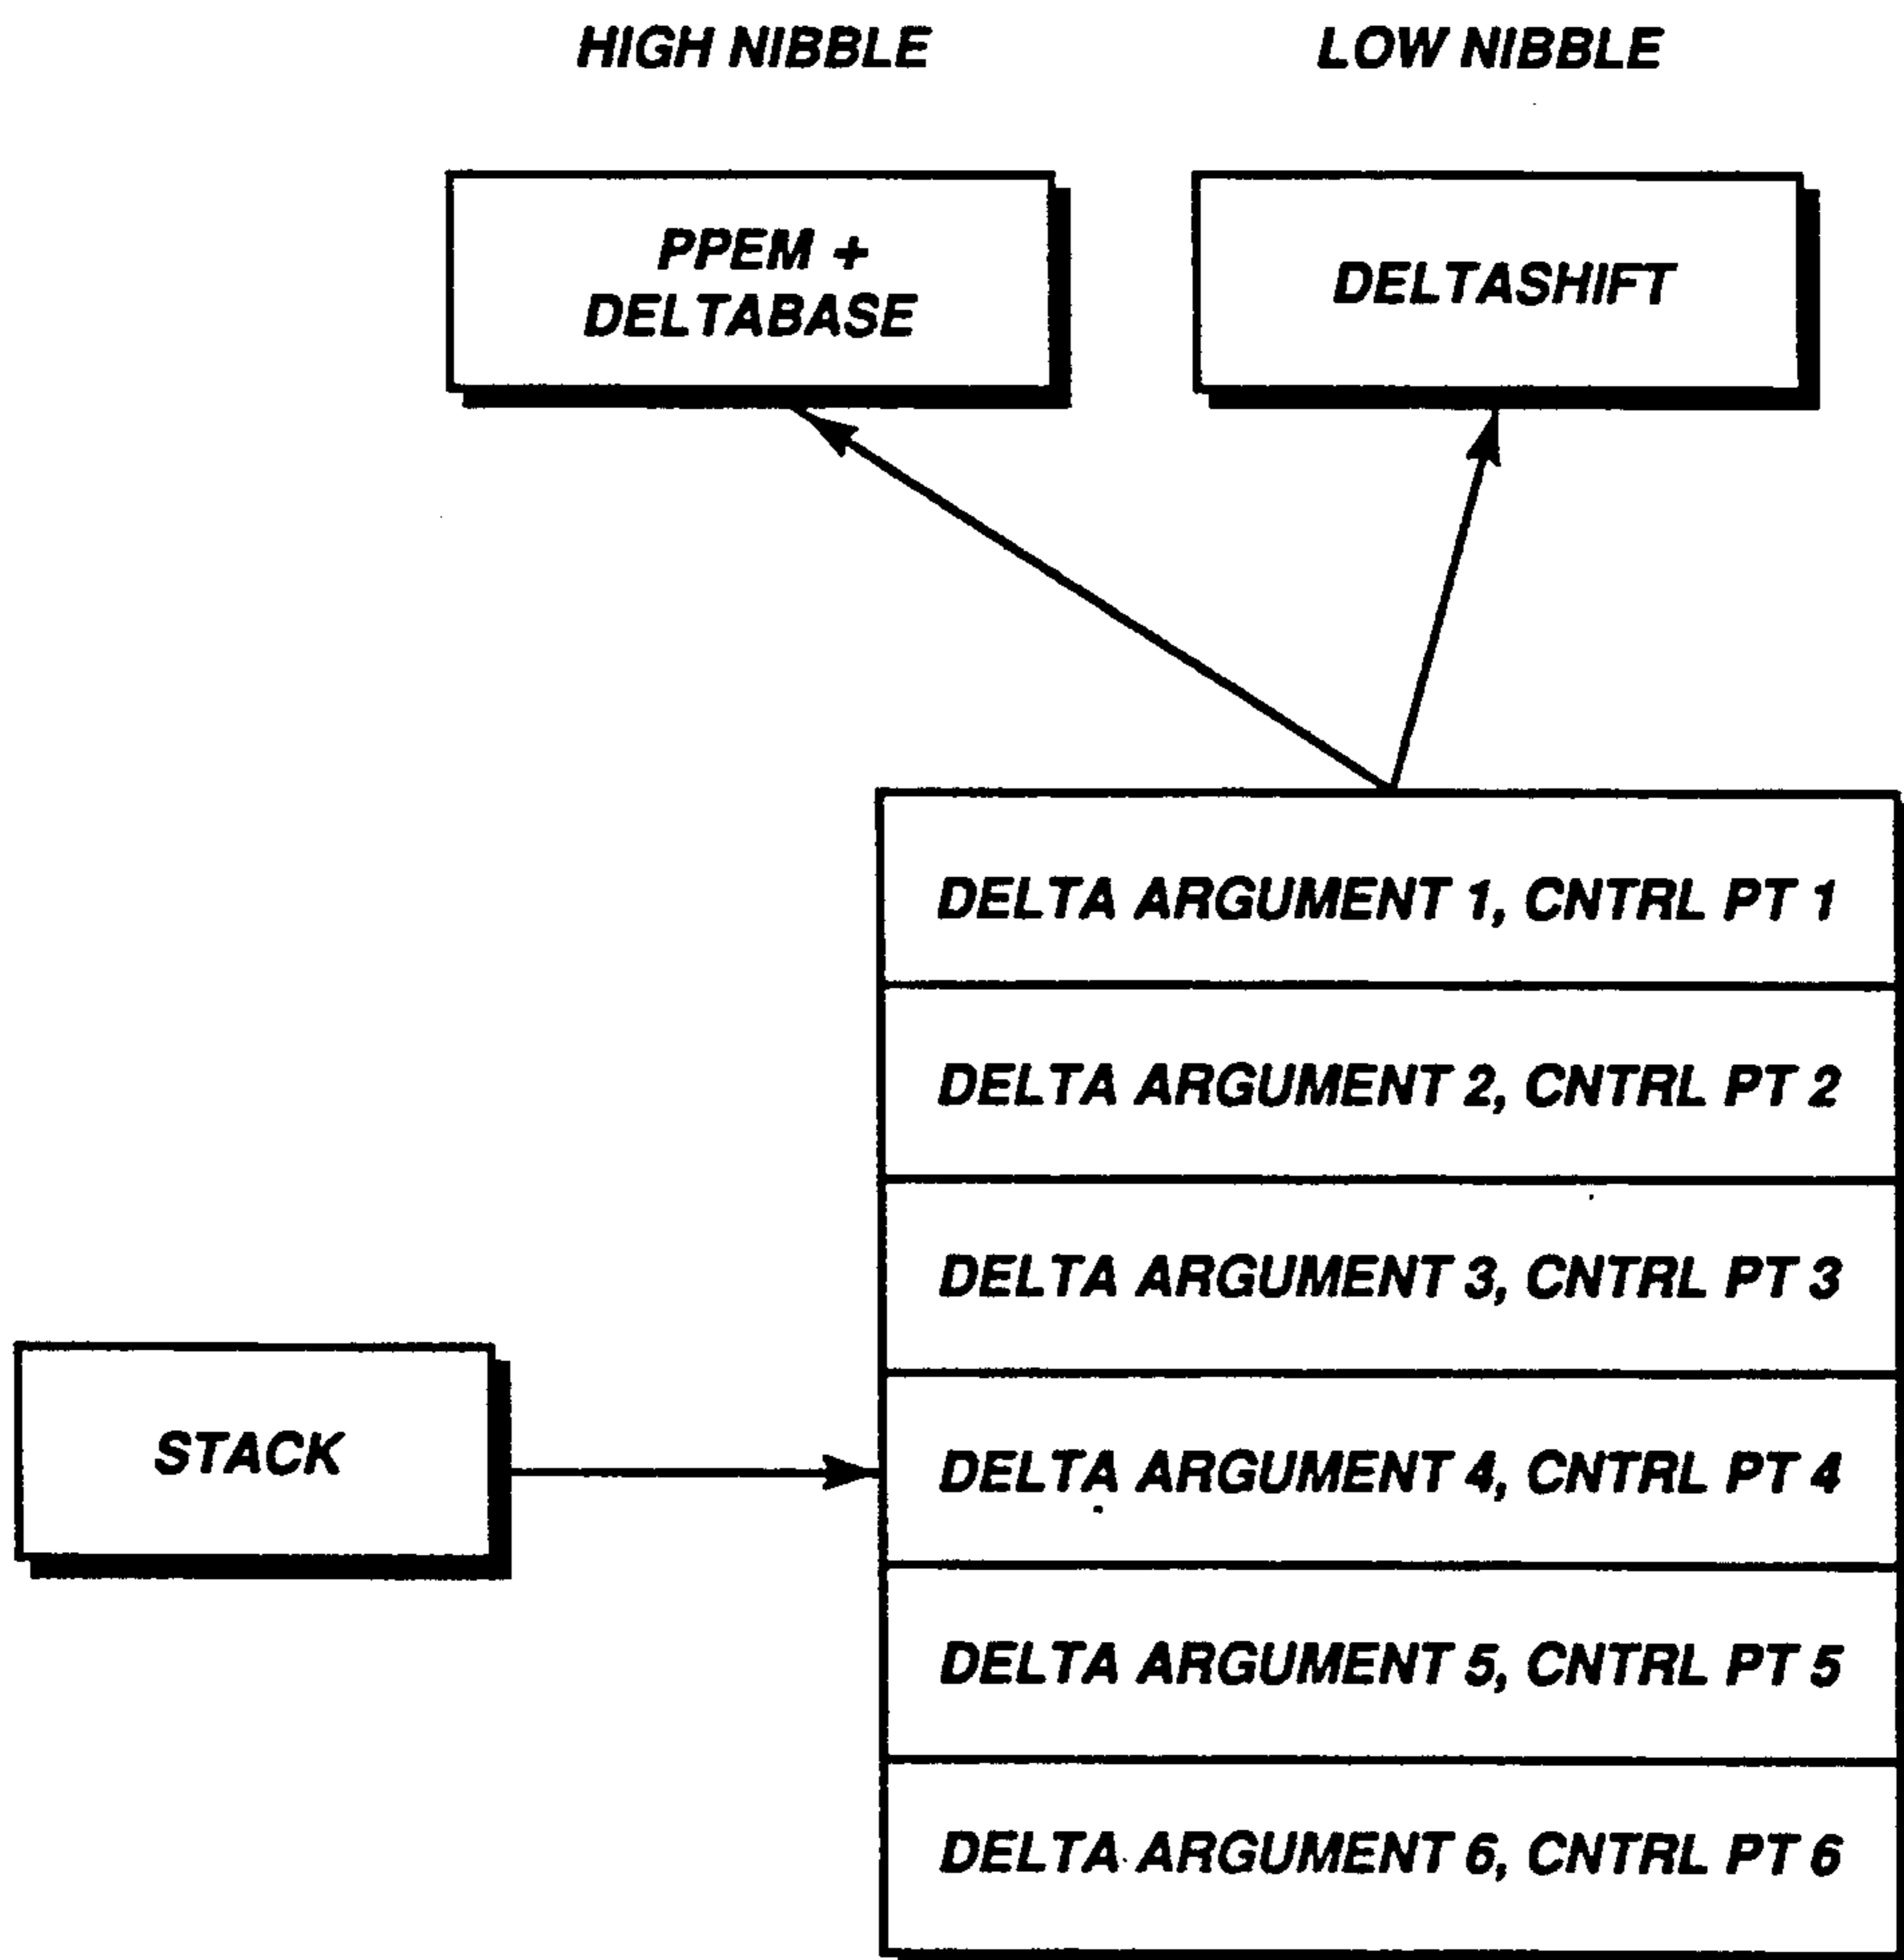 HIGH NIBBLE
LOW NIBBLE
PPEM +
DELTABASE
DELTASHIFT
DELTA ARGUMENT 1, CNTRL PT 1
DELTA ARGUMENT 2, CNTRL PT 2
DELTA ARGUMENT 3, CNTRL PT 3
STACK
DELTA ARGUMENT 4, CNTRL PT 4
DELTA ARGUMENT 5, CNTRL PT 5
DELTA ARGUMENT 6, CNTRL PT 6